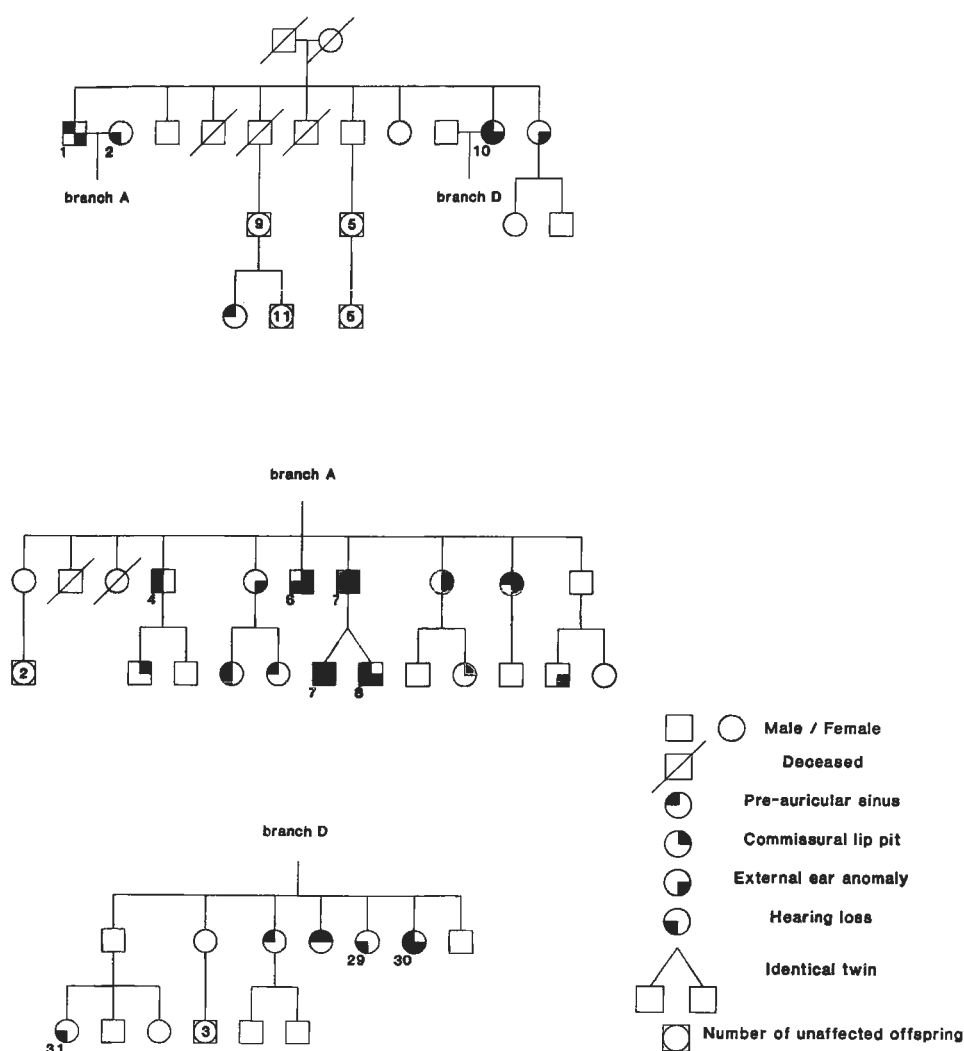 1
2
10
branch A
branch D
9
5
11
5
branch A
4
6
7
2
7
8
Male / Female
Deceased
Pre-auricular sinus
branch D
Commissural lip pit
External ear anomaly
Hearing loss
29
30
Identical twin
3
31
Number of unaffected offspring